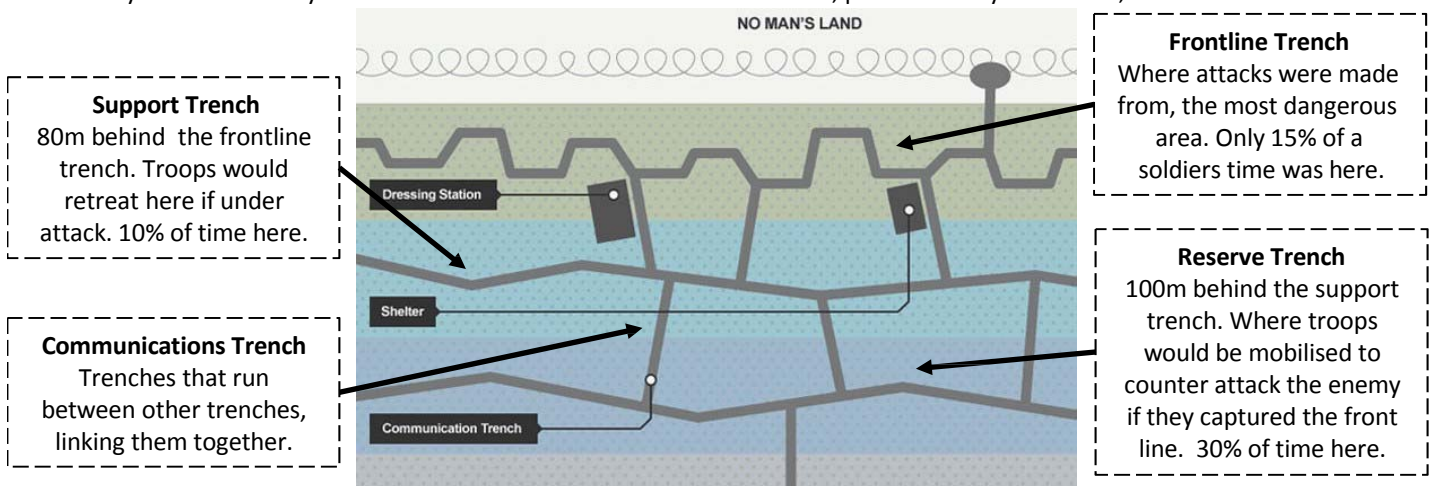 NO MAN'S LAND
Support Trench
80m behind the frontline
trench. Troops would
retreat here if under
attack. 10% of time here.
Frontline Trench
Where attacks were made
from, the most dangerous
area. Only 15% of a
soldiers time was here.
Dressing Station
Shelter
Communications Trench
Trenches that run
between other trenches,
linking them together.
Reserve Trench
100m behind the support
trench. Where troops
would be mobilised to
counter attack the enemy
if they captured the front
line. 30% of time here.
Communication Trench